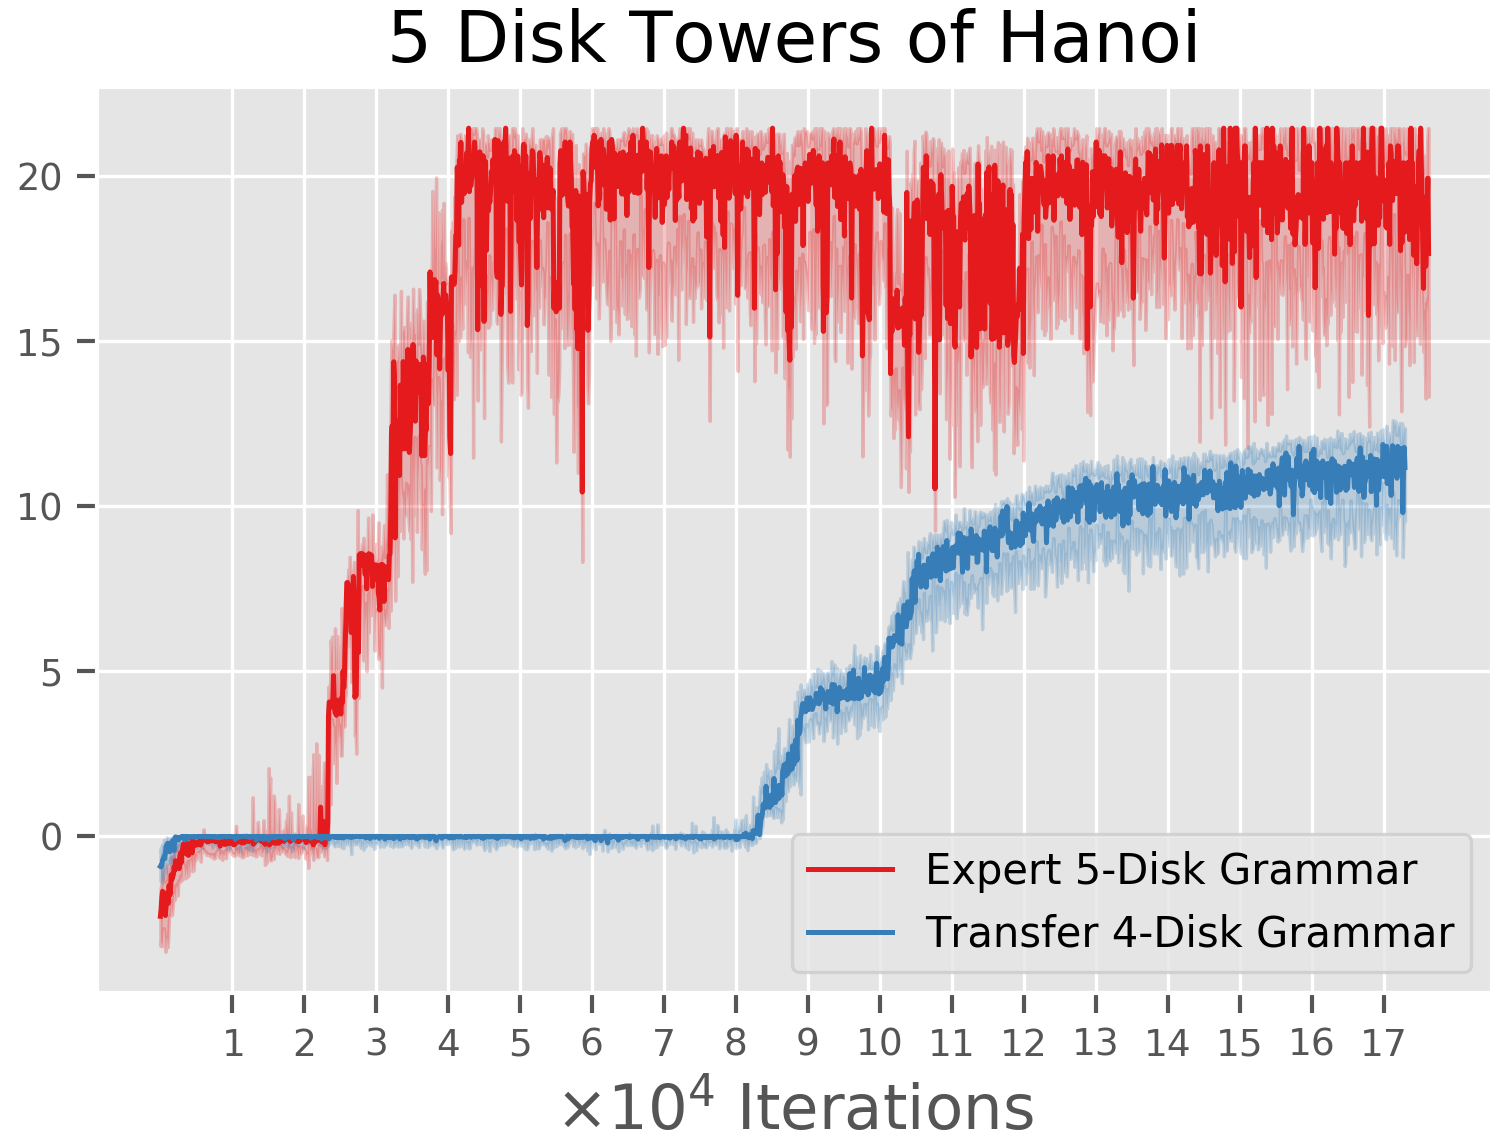 5 Disk Towers of Hanoi
20
15
10
5
0
Expert 5-Disk Grammar
Transfer 4-Disk Grammar
1 2 3 4 5 6 7 8 9 10 11 12 13 14 15 16 17
×10⁴ Iterations